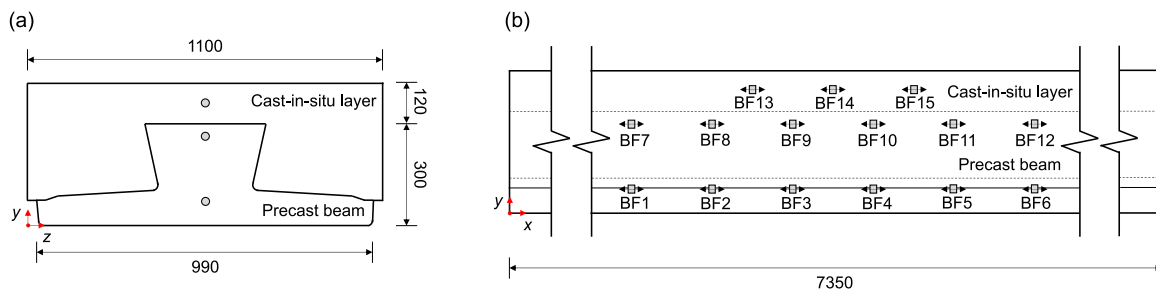 (a)
1100
Cast-in-situ layer
120
300
Precast beam
y
z
990
(b)
BF13 BF14 BF15
Cast-in-situ layer
BF7 BF8 BF9 BF10 BF11 BF12
Precast beam
BF1 BF2 BF3 BF4 BF5 BF6
y
x
7350